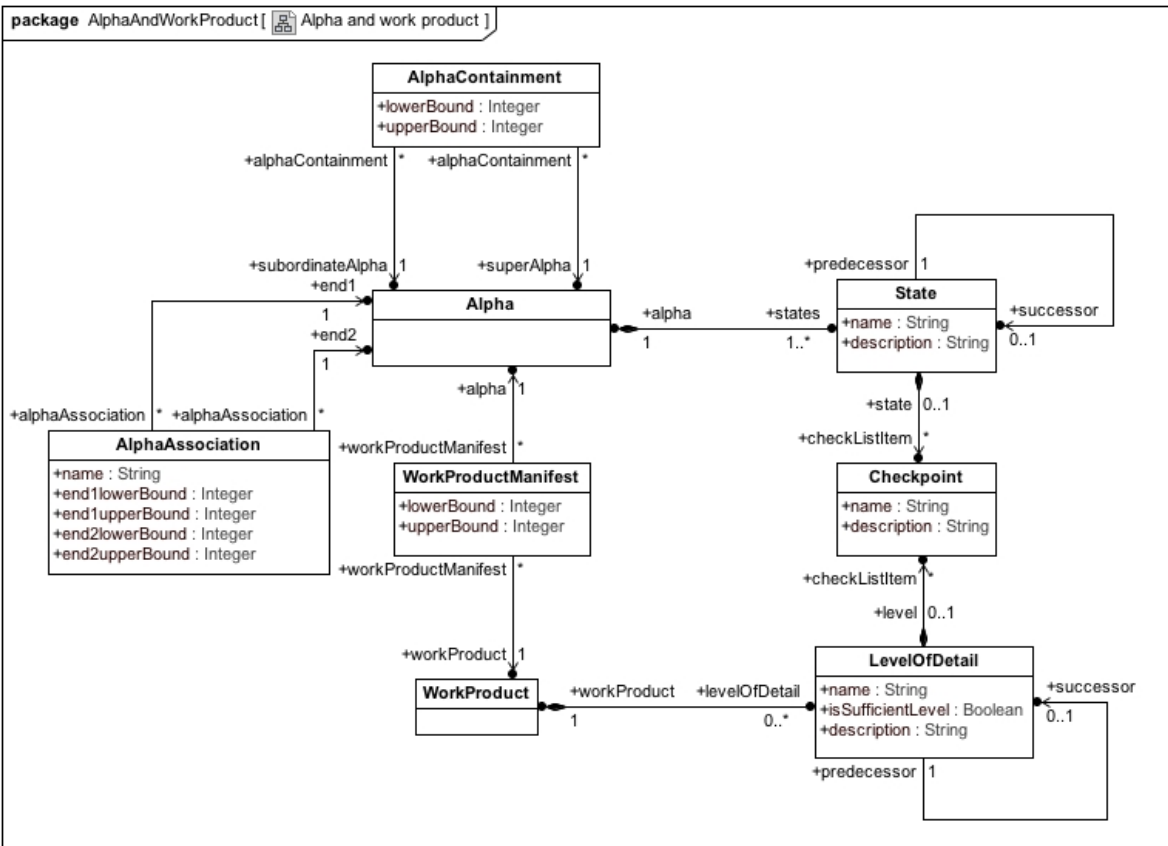 package AlphaAndWorkProduct[ Alpha and work product ]
AlphaContainment
+lowerBound : Integer
+upperBound : Integer
+alphaContainment * +alphaContainment *
+subordinateAlpha 1 +superAlpha 1
+end1
1
+end2
1
Alpha
+alpha +states
1 1..*
+predecessor 1
State
+name : String
+description : String
+successor
0..1
+alphaAssociation * +alphaAssociation *
AlphaAssociation
+name : String
+end1lowerBound : Integer
+end1upperBound : Integer
+end2lowerBound : Integer
+end2upperBound : Integer
+alpha 1
+workProductManifest *
WorkProductManifest
+lowerBound : Integer
+upperBound : Integer
+workProductManifest *
+workProduct 1
+state 0..1
+checkListItem *
Checkpoint
+name : String
+description : String
+checkListItem *
+level 0..1
WorkProduct
+workProduct +levelOfDetail
1 0..*
LevelOfDetail
+name : String
+isSufficientLevel : Boolean
+description : String
+successor
0..1
+predecessor 1